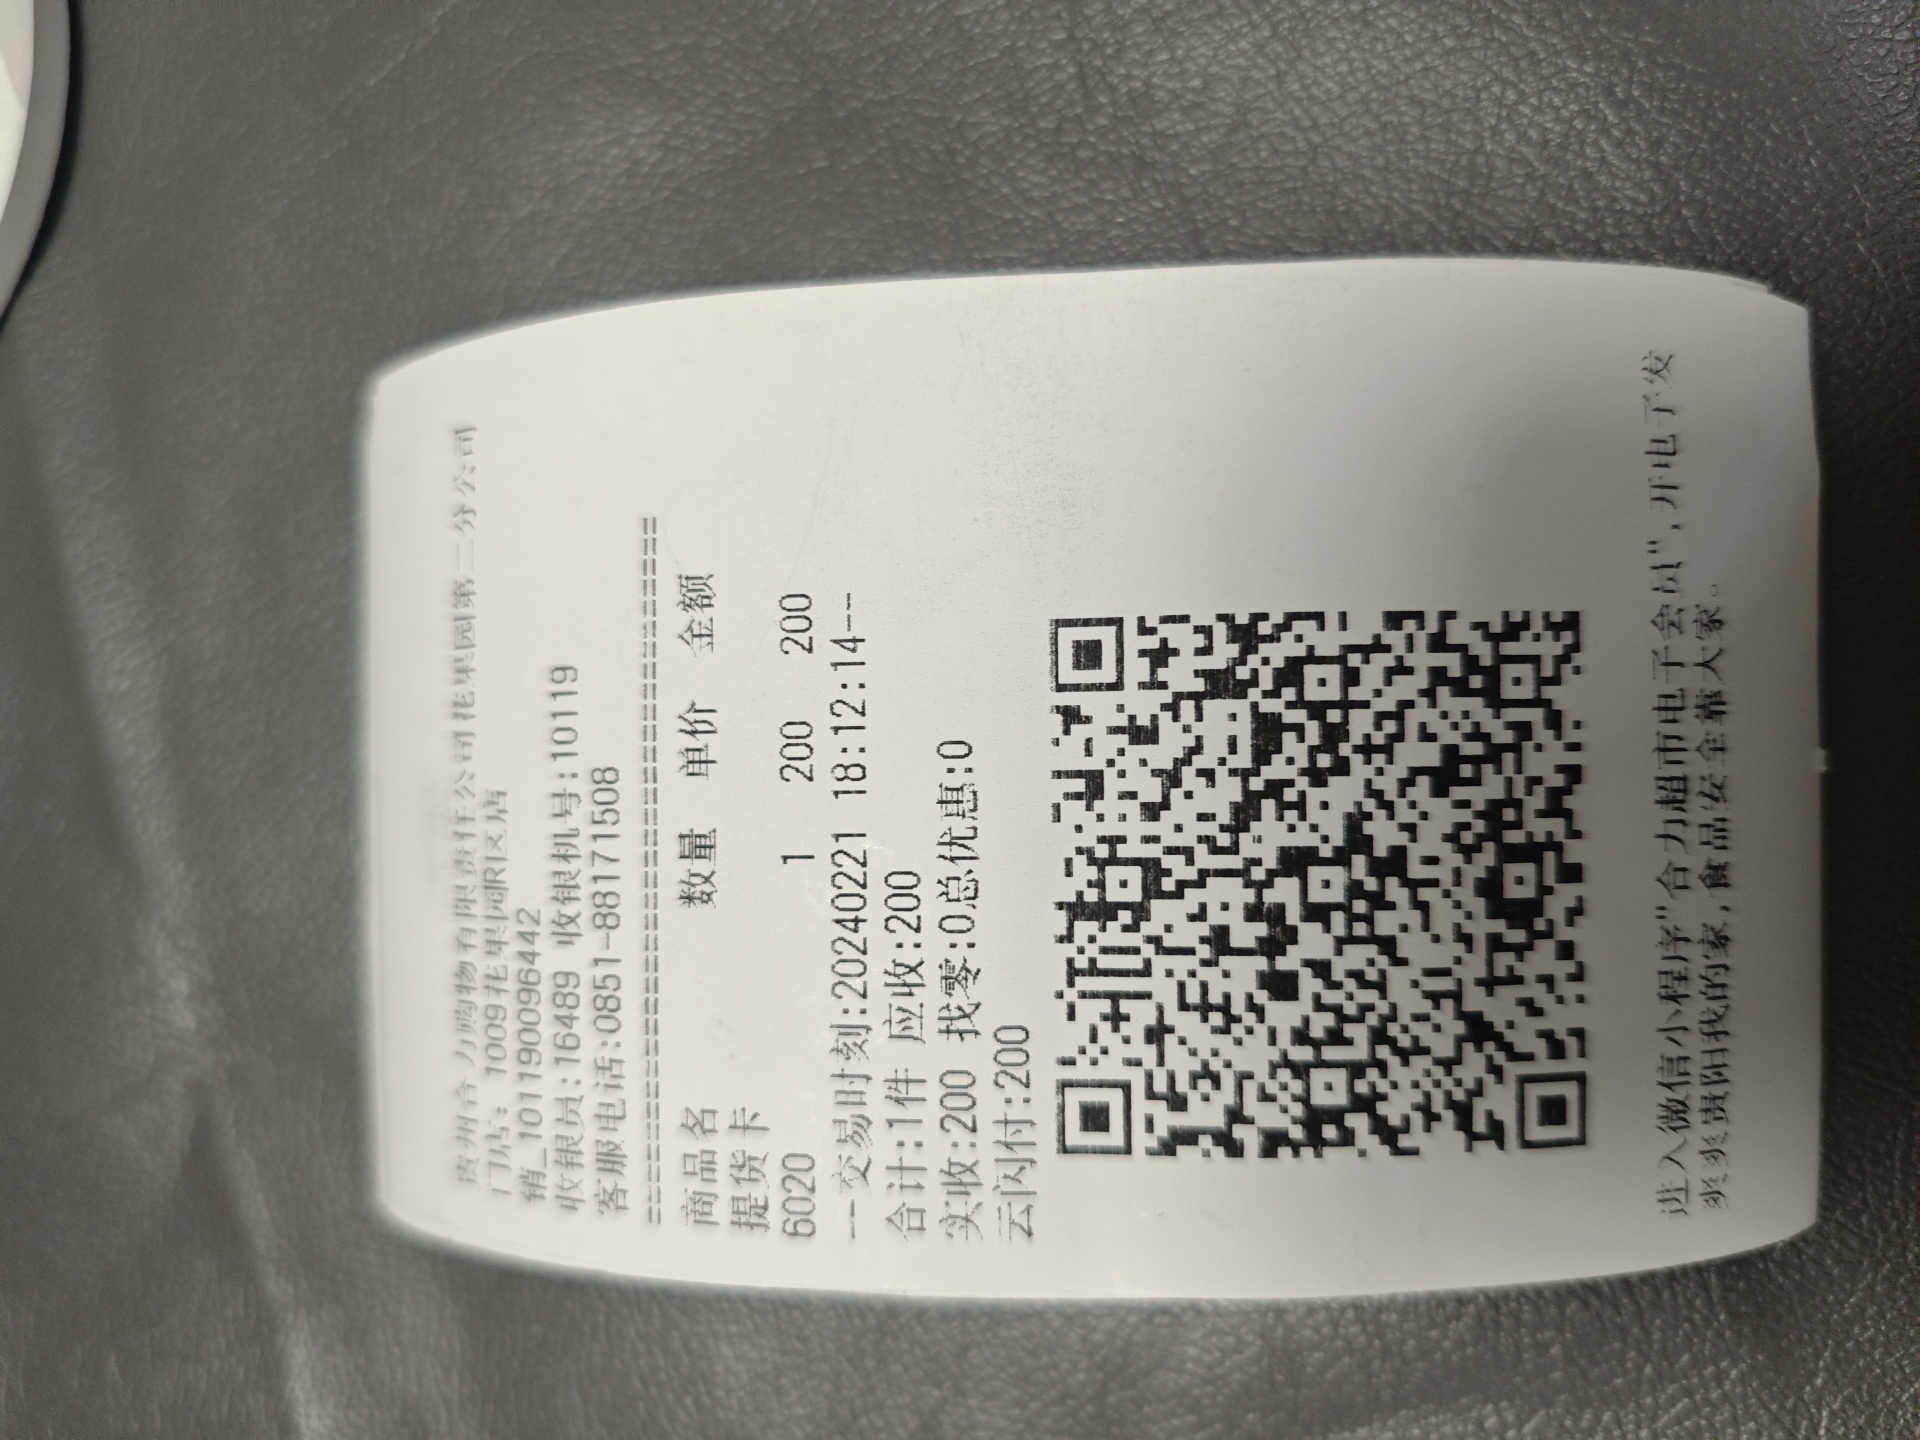 贵州合力购物有限责任公司花果园第二分公司
门店: 1009花果园R区店
销_101190096442
收银员:16489 收银机号:10119
客服电话:0851-88171508
========================================
商品名 数量 单价 金额
提货卡
6020 1 200 200
--交易时刻:20240221 18:12:14--
合计:1件 应收:200
实收:200 找零:0总优惠:0
云闪付:200
进入微信小程序"合力超市电子会员",开电子发
爽爽贵阳我的家,食品安全靠大家。